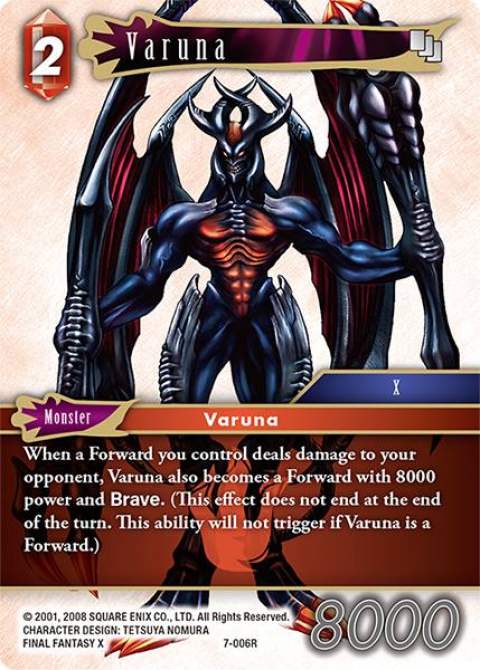 2
Varuna
X
Monster
Varuna
When a Forward you control deals damage to your
opponent, Varuna also becomes a Forward with 8000
power and Brave. (This effect does not end at the end
of the turn. This ability will not trigger if Varuna is a
Forward.)
© 2001, 2008 SQUARE ENIX CO., LTD. All Rights Reserved.
CHARACTER DESIGN: TETSUYA NOMURA
FINAL FANTASY X
7-006R
8000